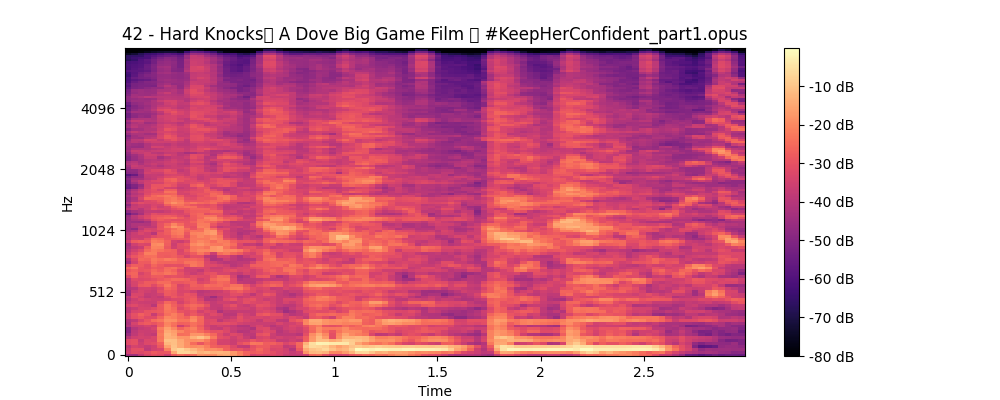 42 - Hard Knocks▯ A Dove Big Game Film ▯ #KeepHerConfident_part1.opus
4096
2048
1024
512
0
Hz
0 0.5 1 1.5 2 2.5
Time
-10 dB
-20 dB
-30 dB
-40 dB
-50 dB
-60 dB
-70 dB
-80 dB